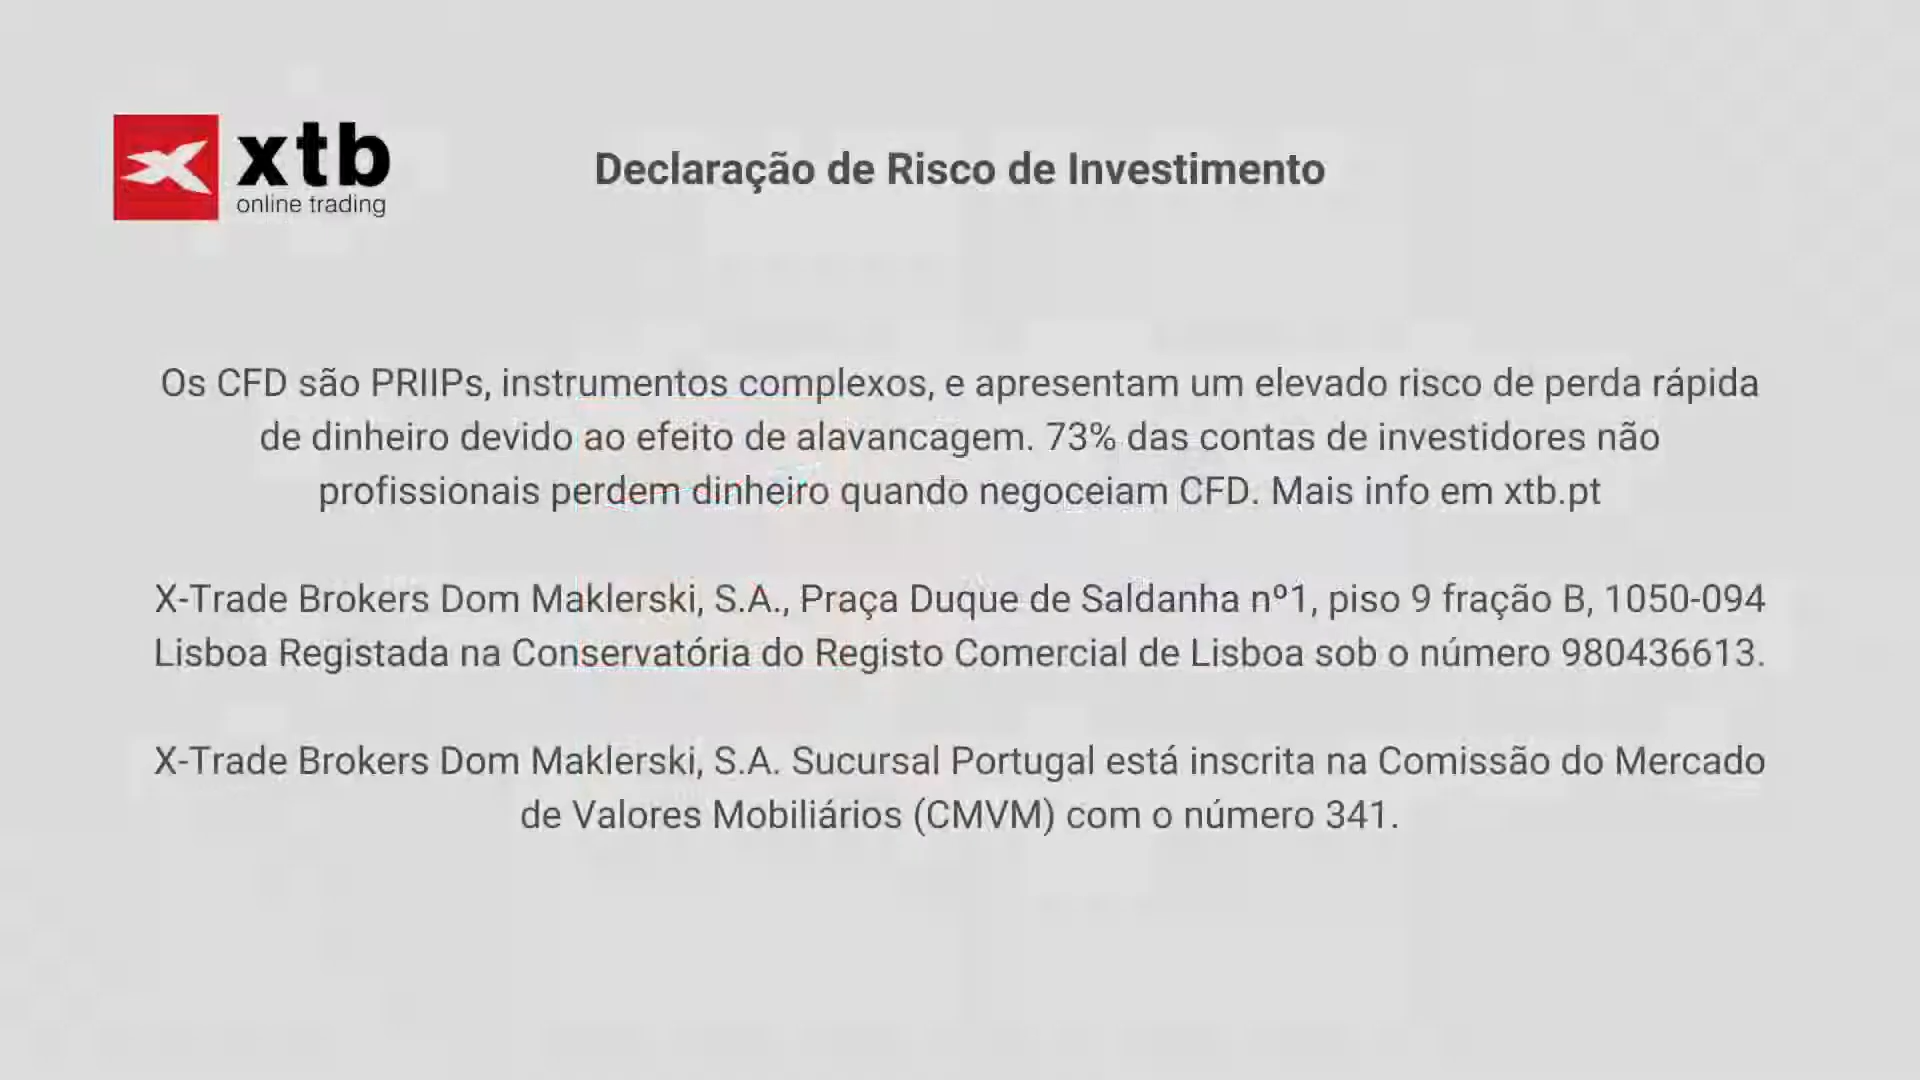 xtb
online trading
Declaração de Risco de Investimento
Os CFD são PRIIPs, instrumentos complexos, e apresentam um elevado risco de perda rápida
de dinheiro devido ao efeito de alavancagem. 73% das contas de investidores não
profissionais perdem dinheiro quando negoceiam CFD. Mais info em xtb.pt
X-Trade Brokers Dom Maklerski, S.A., Praça Duque de Saldanha nº1, piso 9 fração B, 1050-094
Lisboa Registada na Conservatória do Registo Comercial de Lisboa sob o número 980436613.
X-Trade Brokers Dom Maklerski, S.A. Sucursal Portugal está inscrita na Comissão do Mercado
de Valores Mobiliários (CMVM) com o número 341.